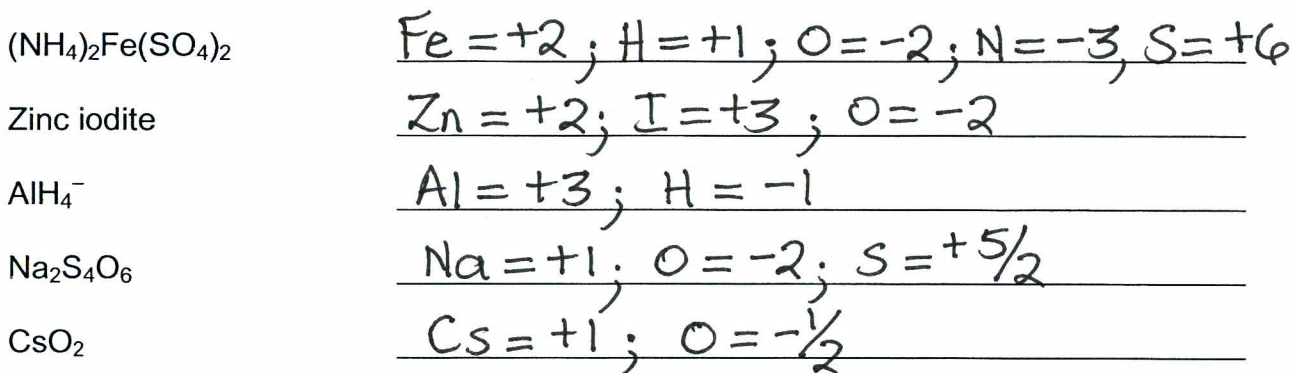 (NH₄)₂Fe(SO₄)₂ Fe = +2; H = +1; O = -2; N = -3, S = +6
Zinc iodite Zn = +2; I = +3; O = -2
AlH₄⁻ Al = +3; H = -1
Na₂S₄O₆ Na = +1; O = -2; S = +5/2
CsO₂ Cs = +1; O = -1/2